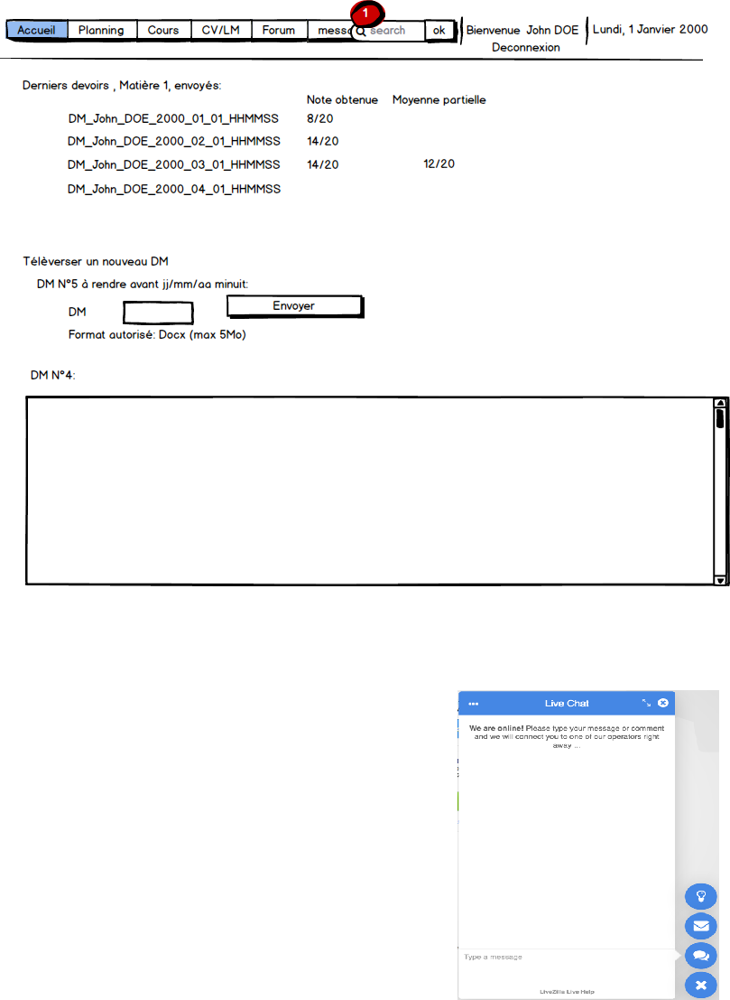 1
Accueil Planning Cours CV/LM Forum search ok Bienvenue John DOE Lundi, 1 Janvier 2000
Deconnexion
Derniers devoirs , Matière 1, envoyés:
Note obtenue Moyenne partielle
DM_John_DOE_2000_01_01_HHMMSS 8/20
DM_John_DOE_2000_02_01_HHMMSS 14/20
DM_John_DOE_2000_03_01_HHMMSS 14/20 12/20
DM_John_DOE_2000_04_01_HHMMSS
Télèverser un nouveau DM
DM N°5 à rendre avant jj/mm/aa minuit:
DM Envoyer
Format autorisé: Docx (max 5Mo)
DM N°4:
Live Chat
We are online! Please type your message or comment
and we will connect you to one of our operators right
away ...
Type a message
LiveZilla Live Help